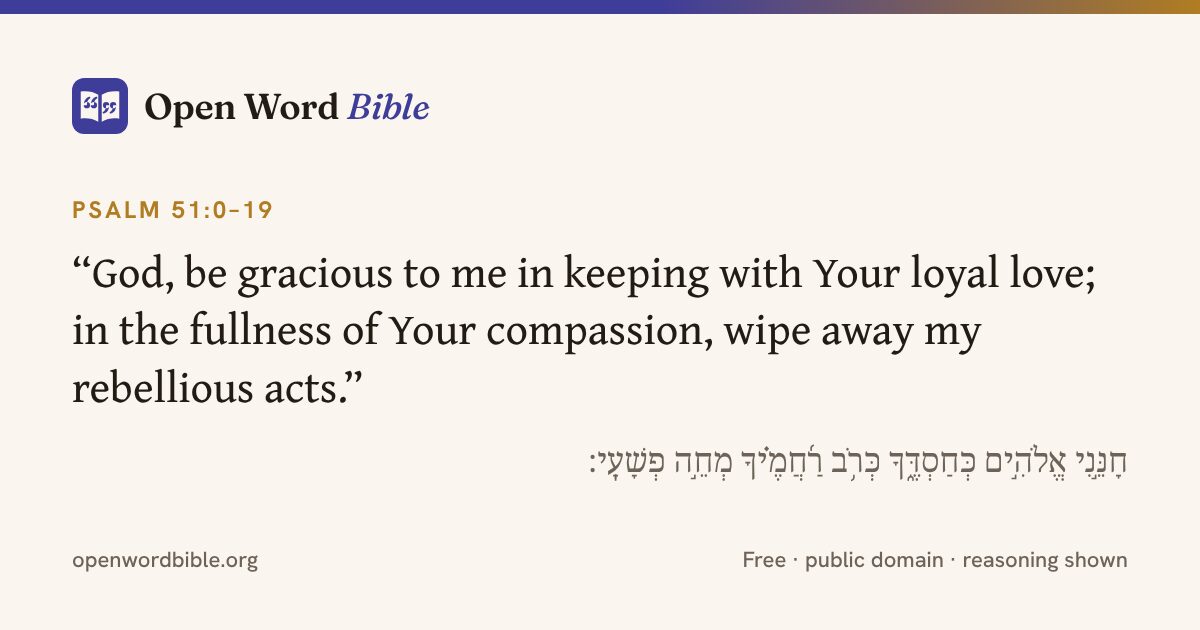 Open Word Bible
PSALM 51:0–19
“God, be gracious to me in keeping with Your loyal love;
in the fullness of Your compassion, wipe away my
rebellious acts.”
חָנֵּ֣נִי אֱלֹהִ֣ים כְּחַסְדֶּ֑ךָ כְּרֹ֥ב רַ֝חֲמֶ֗יךָ מְחֵ֣ה פְשָׁעָֽי׃
openwordbible.org
Free · public domain · reasoning shown